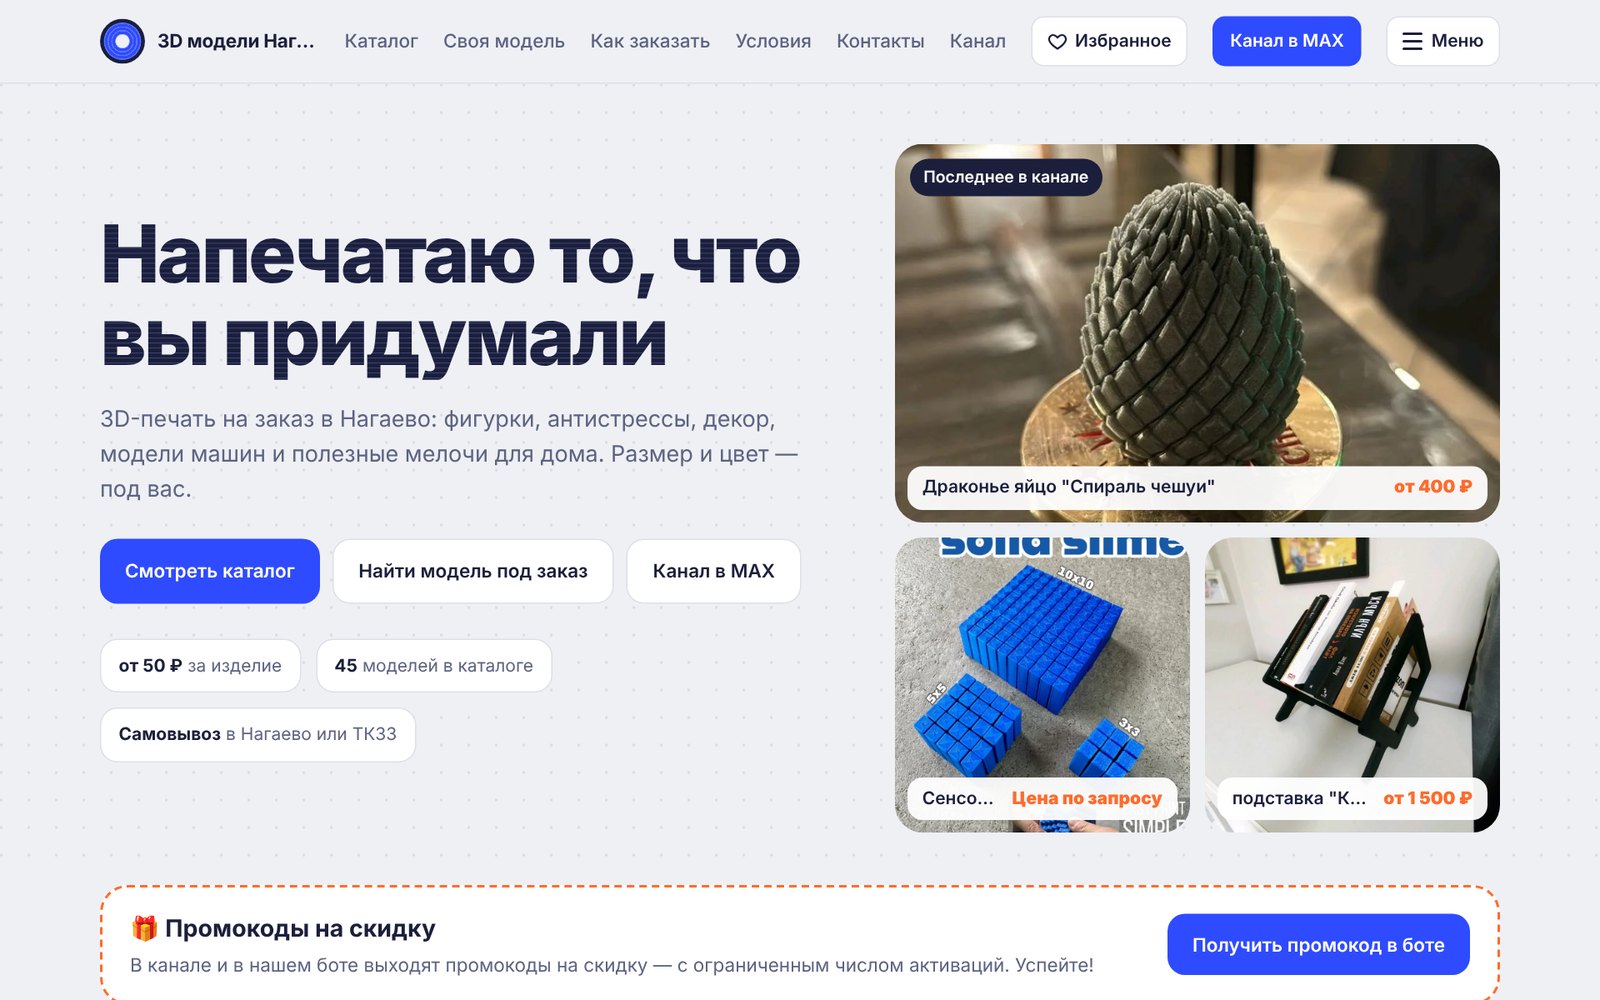 3D модели Наг...
Каталог
Своя модель
Как заказать
Условия
Контакты
Канал
Избранное
Канал в MAX
Меню
Напечатаю то, что
вы придумали
3D-печать на заказ в Нагаево: фигурки, антистрессы, декор,
модели машин и полезные мелочи для дома. Размер и цвет —
под вас.
Смотреть каталог
Найти модель под заказ
Канал в MAX
от 50 ₽ за изделие
45 моделей в каталоге
Самовывоз в Нагаево или ТК33
Последнее в канале
Драконье яйцо "Спираль чешуи"
от 400 ₽
solid slime
10x10
5x5
3x3
Сенсо...
Цена по запросу
SIMPLE
ИЛЬЯ МЪСК
подставка "К...
от 1 500 ₽
🎁 Промокоды на скидку
В канале и в нашем боте выходят промокоды на скидку — с ограниченным числом активаций. Успейте!
Получить промокод в боте